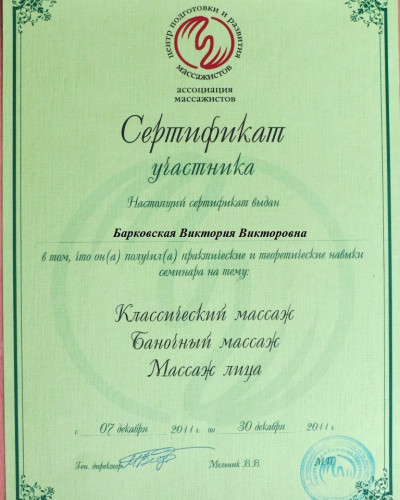 центр подготовки и развития
массажистов
ассоциация
массажистов
Сертификат
участника
Настоящий сертификат выдан
Барковская Виктория Викторовна
в том, что он(а) получил(а) практические и теоретические навыки
семинара на тему:
Классический массаж
Баночный массаж
Массаж лица
с 07 декабря 2011 г. по 30 декабря 2011 г.
Ген. директор Мельник В.В. М.П.